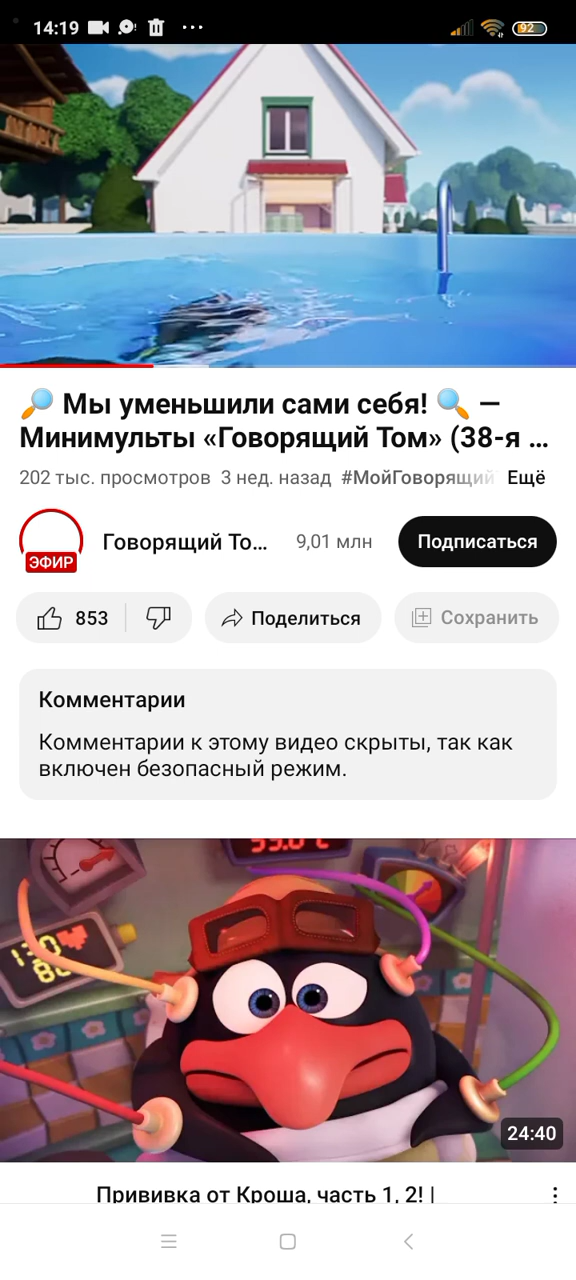 14:19
92
🔎 Мы уменьшили сами себя! 🔍 —
Минимульты «Говорящий Том» (38-я ...
202 тыс. просмотров 3 нед. назад #МойГоворящий Ещё
ЭФИР
Говорящий То... 9,01 млн Подписаться
853 Поделиться Сохранить
Комментарии
Комментарии к этому видео скрыты, так как
включен безопасный режим.
24:40
Прививка от Кроша, часть 1, 2! |